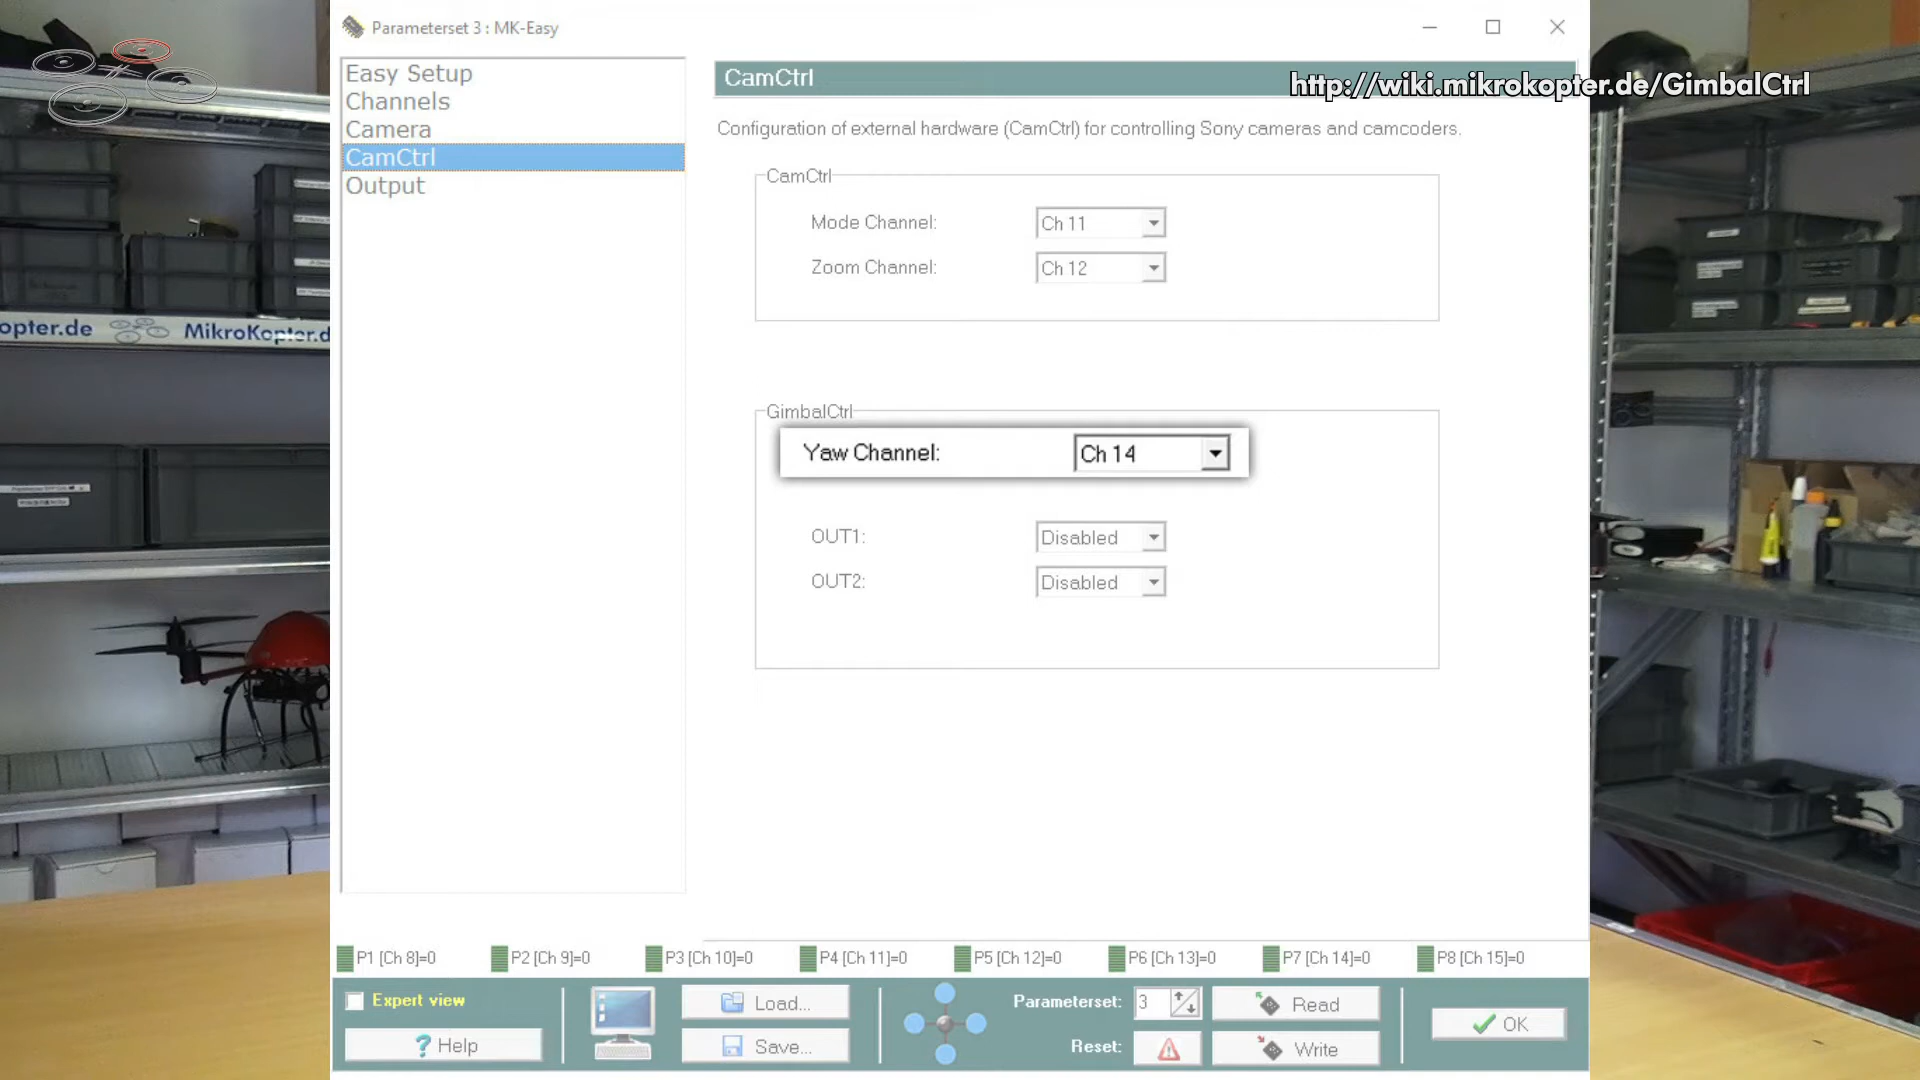 Parameterset 3 : MK-Easy
Easy Setup
Channels
Camera
CamCtrl
Output
CamCtrl
http://wiki.mikrokopter.de/GimbalCtrl
Configuration of external hardware (CamCtrl) for controlling Sony cameras and camcoders.
CamCtrl
Mode Channel: Ch 11
Zoom Channel: Ch 12
GimbalCtrl
Yaw Channel: Ch 14
OUT1: Disabled
OUT2: Disabled
opter.de MikroKopter.d
P1 [Ch 8]=0 P2 [Ch 9]=0 P3 [Ch 10]=0 P4 [Ch 11]=0 P5 [Ch 12]=0 P6 [Ch 13]=0 P7 [Ch 14]=0 P8 [Ch 15]=0
Expert view
Help
Load...
Save...
Parameterset: 3
Reset:
Read
Write
OK